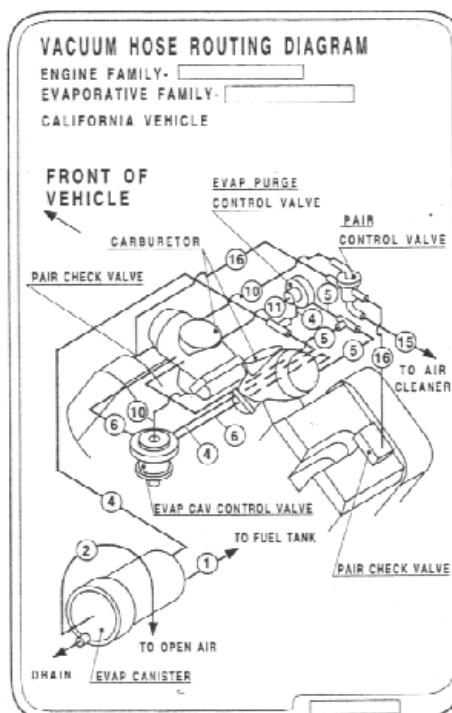 VACUUM HOSE ROUTING DIAGRAM
ENGINE FAMILY-
EVAPORATIVE FAMILY-
CALIFORNIA VEHICLE
FRONT OF
VEHICLE
EVAP PURGE
CONTROL VALVE
PAIR
CONTROL VALVE
CARBURETOR
PAIR CHECK VALVE
16
10
5
11
4
5
5
15
16
TO AIR
CLEANER
10
6
6
4
EVAP CAV CONTROL VALVE
4
2
1
TO FUEL TANK
PAIR CHECK VALVE
TO OPEN AIR
DRAIN
EVAP CANISTER